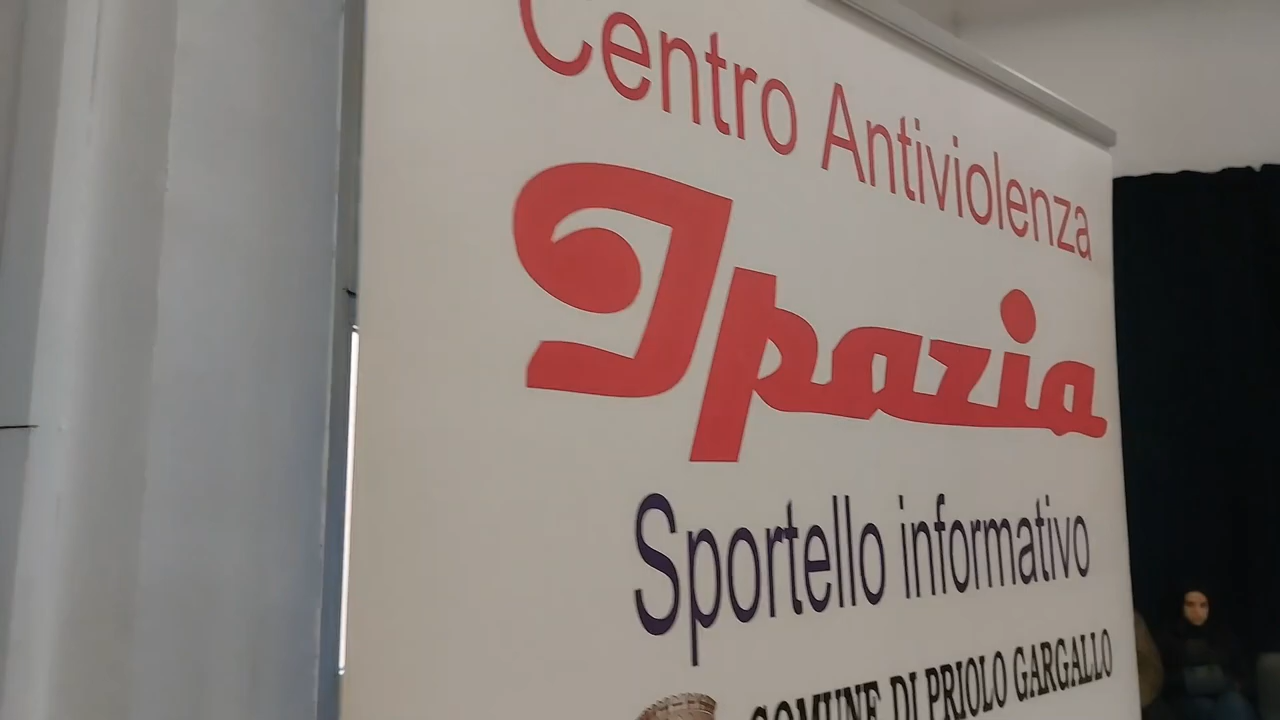 Centro Antiviolenza
Ipazia
Sportello informativo
COMUNE DI PRIOLO GARGALLO